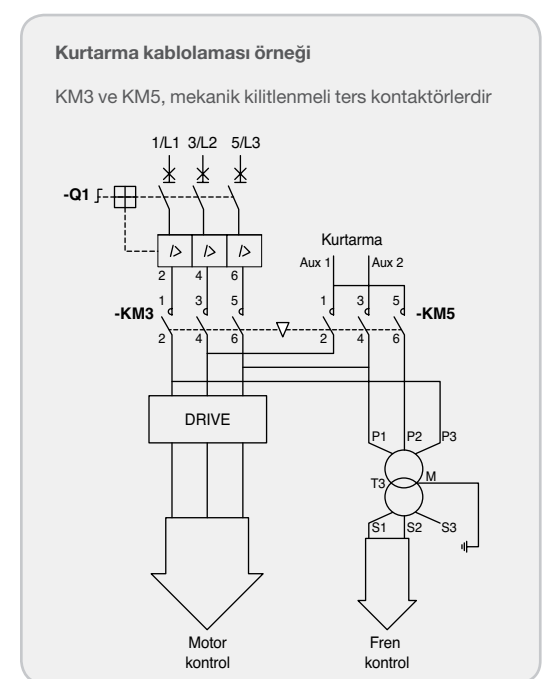 Kurtarma kablolaması örneği
KM3 ve KM5, mekanik kilitlenmeli ters kontaktörlerdir
1/L1 3/L2 5/L3
-Q1
I> I> I>
Kurtarma
Aux 1 Aux 2
2 4 6
1 3 5 1 3 5
-KM3 -KM5
2 4 6 2 4 6
DRIVE
P1 P2 P3
T3 M
S1 S2 S3
Motor
kontrol
Fren
kontrol